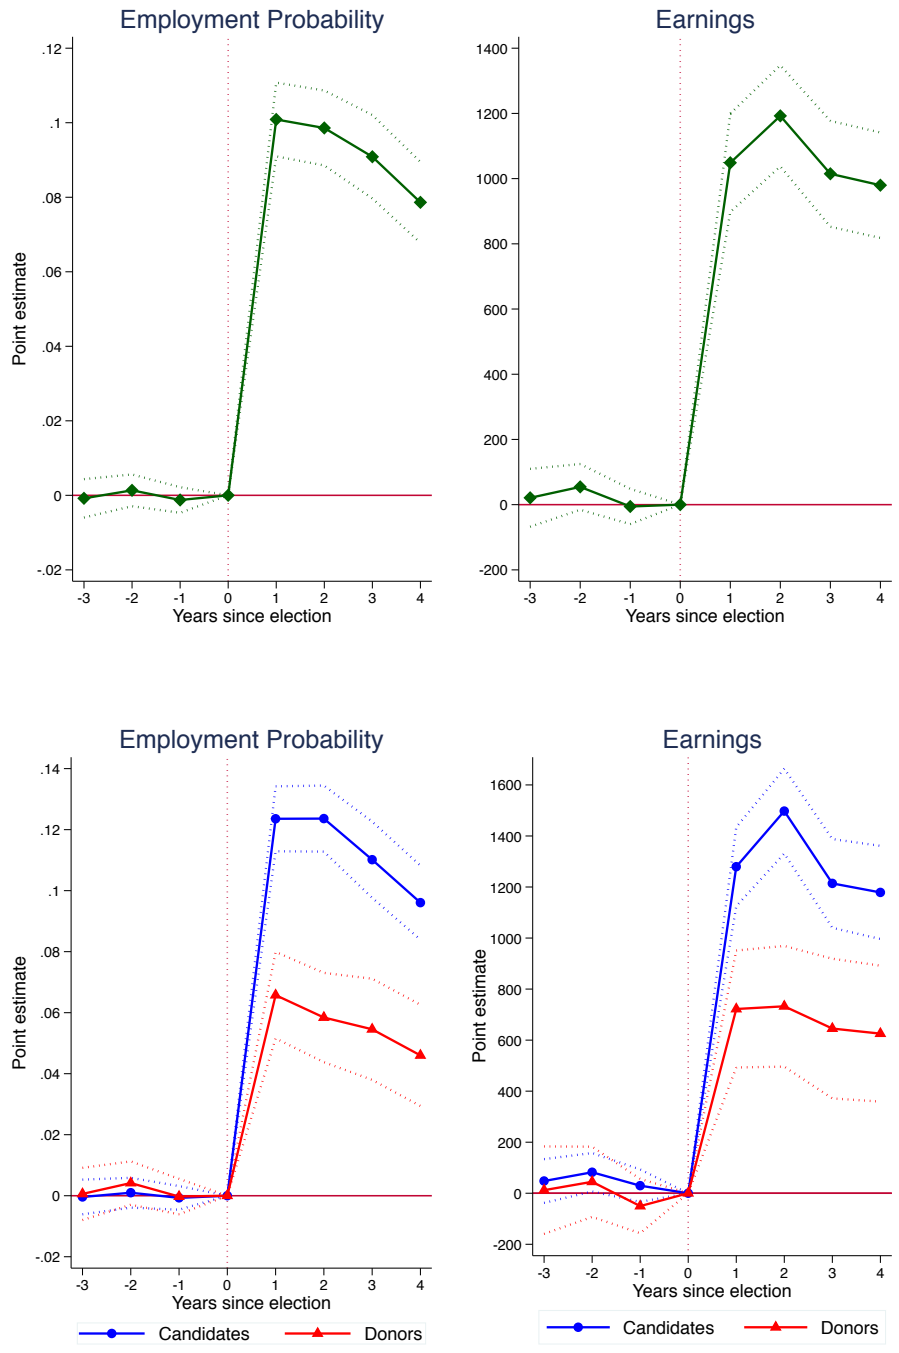 Employment Probability
Point estimate
.12
.1
.08
.06
.04
.02
0
-.02
-3 -2 -1 0 1 2 3 4
Years since election
Earnings
1400
1200
1000
800
600
400
200
0
-200
-3 -2 -1 0 1 2 3 4
Years since election
Employment Probability
Point estimate
.14
.12
.1
.08
.06
.04
.02
0
-.02
-3 -2 -1 0 1 2 3 4
Years since election
Candidates Donors
Earnings
Point estimate
1600
1400
1200
1000
800
600
400
200
0
-200
-3 -2 -1 0 1 2 3 4
Years since election
Candidates Donors